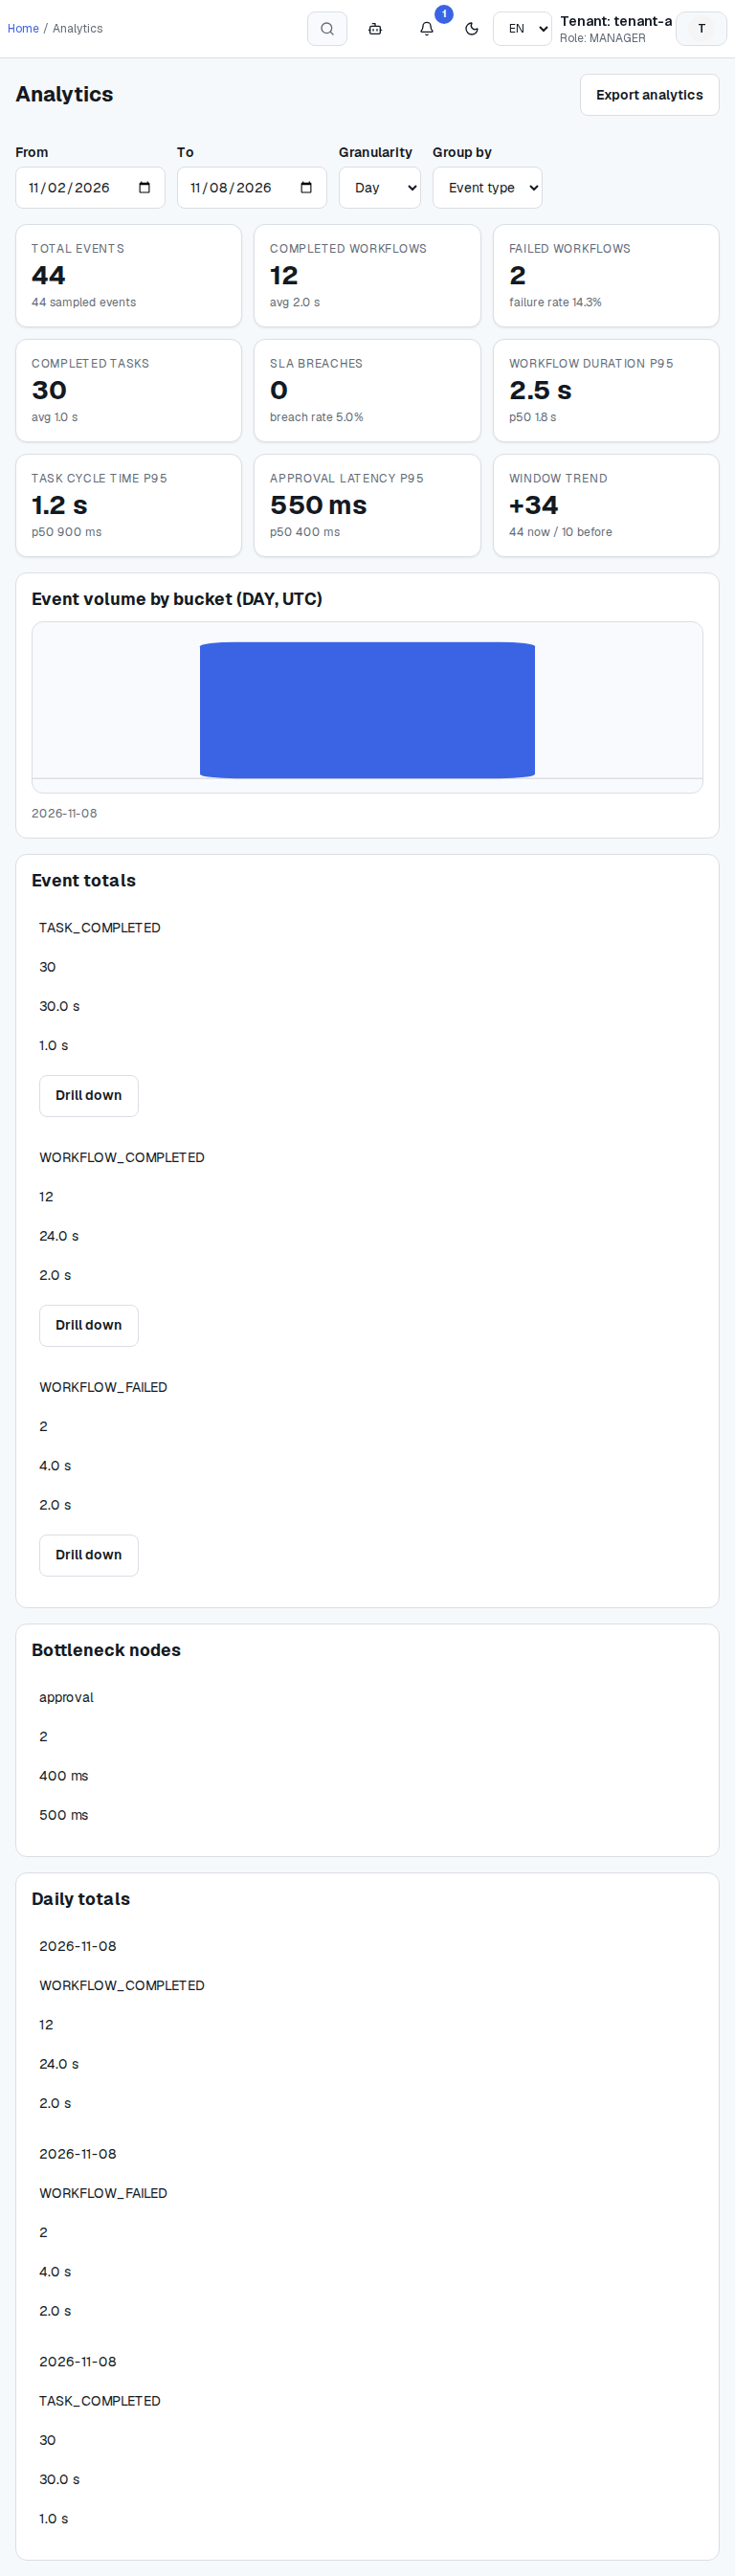 Home / Analytics
1
EN
Tenant: tenant-a
Role: MANAGER
T
Analytics
Export analytics
From
To
Granularity
Group by
11/02/2026
11/08/2026
Day
Event type
TOTAL EVENTS
44
44 sampled events
COMPLETED WORKFLOWS
12
avg 2.0 s
FAILED WORKFLOWS
2
failure rate 14.3%
COMPLETED TASKS
30
avg 1.0 s
SLA BREACHES
0
breach rate 5.0%
WORKFLOW DURATION P95
2.5 s
p50 1.8 s
TASK CYCLE TIME P95
1.2 s
p50 900 ms
APPROVAL LATENCY P95
550 ms
p50 400 ms
WINDOW TREND
+34
44 now / 10 before
Event volume by bucket (DAY, UTC)
2026-11-08
Event totals
TASK_COMPLETED
30
30.0 s
1.0 s
Drill down
WORKFLOW_COMPLETED
12
24.0 s
2.0 s
Drill down
WORKFLOW_FAILED
2
4.0 s
2.0 s
Drill down
Bottleneck nodes
approval
2
400 ms
500 ms
Daily totals
2026-11-08
WORKFLOW_COMPLETED
12
24.0 s
2.0 s
2026-11-08
WORKFLOW_FAILED
2
4.0 s
2.0 s
2026-11-08
TASK_COMPLETED
30
30.0 s
1.0 s